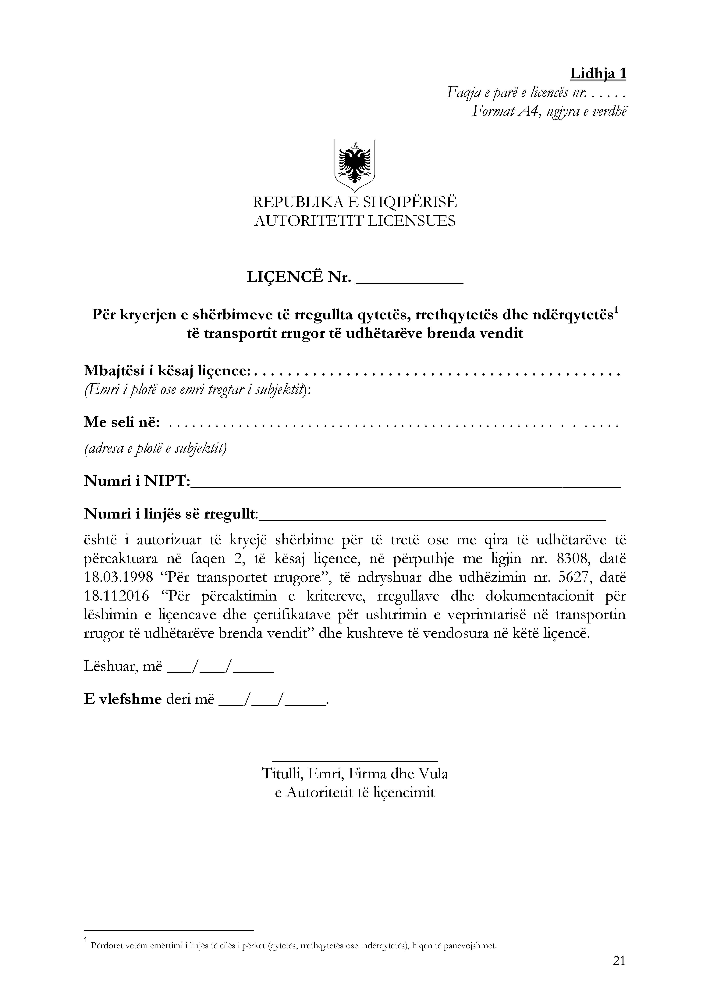 Lidhja 1
Faqja e parë e licencës nr. . . . . .
Format A4, ngjyra e verdhë
REPUBLIKA E SHQIPËRISË
AUTORITETIT LICENSUES
LIÇENCË Nr. _____________
Për kryerjen e shërbimeve të rregullta qytetës, rrethqytetës dhe ndërqytetës1
të transportit rrugor të udhëtarëve brenda vendit
Mbajtësi i kësaj liçence: . . . . . . . . . . . . . . . . . . . . . . . . . . . . . . . . . . . . . . . . . . . .
(Emri i plotë ose emri tregtar i subjektit):
Me seli në: . . . . . . . . . . . . . . . . . . . . . . . . . . . . . . . . . . . . . . . . . . . . . . . . . . . . . . . . .
(adresa e plotë e subjektit)
Numri i NIPT:____________________________________________________
Numri i linjës së rregullt:__________________________________________
është i autorizuar të kryejë shërbime për të tretë ose me qira të udhëtarëve të
përcaktuara në faqen 2, të kësaj liçence, në përputhje me ligjin nr. 8308, datë
18.03.1998 “Për transportet rrugore”, të ndryshuar dhe udhëzimin nr. 5627, datë
18.112016 “Për përcaktimin e kritereve, rregullave dhe dokumentacionit për
lëshimin e liçencave dhe çertifikatave për ushtrimin e veprimtarisë në transportin
rrugor të udhëtarëve brenda vendit” dhe kushteve të vendosura në këtë liçencë.
Lëshuar, më ___/___/_____
E vlefshme deri më ___/___/_____.
____________________
Titulli, Emri, Firma dhe Vula
e Autoritetit të liçencimit
1 Përdoret vetëm emërtimi i linjës të cilës i përket (qytetës, rrethqytetës ose ndërqytetës), hiqen të panevojshmet.
21